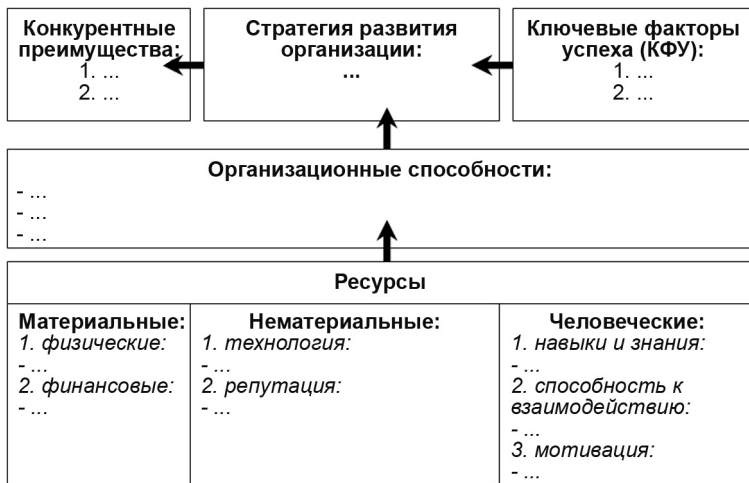 Конкурентные
преимущества:
1. ...
2. ...
Стратегия развития
организации:
...
Ключевые факторы
успеха (КФУ):
1. ...
2. ...
Организационные способности:
- ...
- ...
- ...
Ресурсы
Материальные:
1. физические:
- ...
2. финансовые:
- ...
Нематериальные:
1. технология:
- ...
2. репутация:
- ...
Человеческие:
1. навыки и знания:
- ...
2. способность к
взаимодействию:
- ...
3. мотивация:
- ...